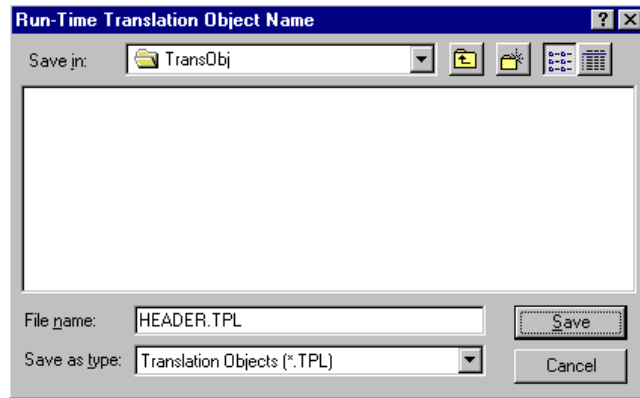 Run-Time Translation Object Name
Save in: TransObj
File name: HEADER.TPL Save
Save as type: Translation Objects (*.TPL) Cancel